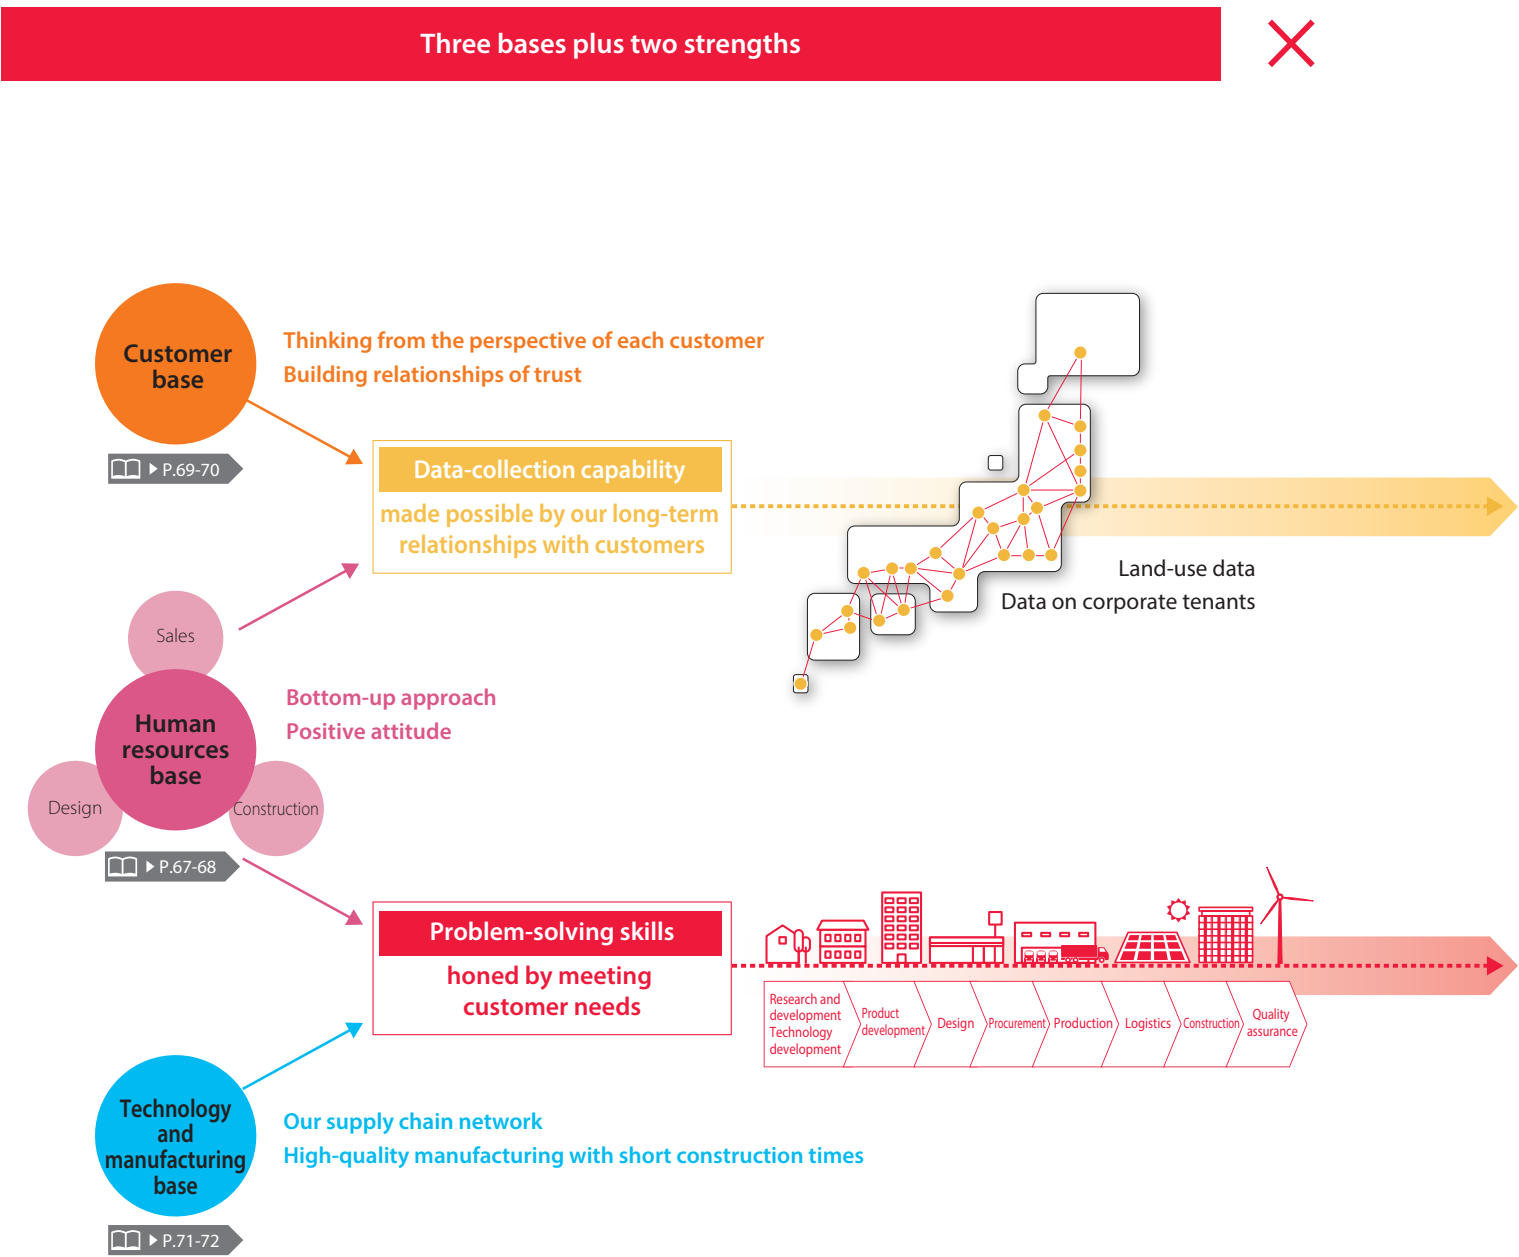 Three bases plus two strengths
Customer
base
P.69-70
Thinking from the perspective of each customer
Building relationships of trust
Data-collection capability
made possible by our long-term
relationships with customers
Land-use data
Data on corporate tenants
Sales
Human
resources
base
Design
Construction
P.67-68
Bottom-up approach
Positive attitude
Problem-solving skills
honed by meeting
customer needs
Research and
development
Technology
development
Product
development
Design
Procurement
Production
Logistics
Construction
Quality
assurance
Technology
and
manufacturing
base
P.71-72
Our supply chain network
High-quality manufacturing with short construction times